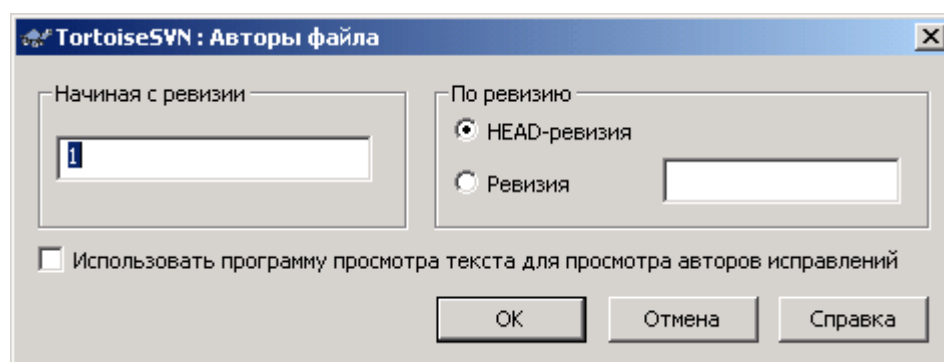 TortoiseSVN : Авторы файла
Начиная с ревизии
1
По ревизию
HEAD-ревизия
Ревизия
Использовать программу просмотра текста для просмотра авторов исправлений
OK
Отмена
Справка